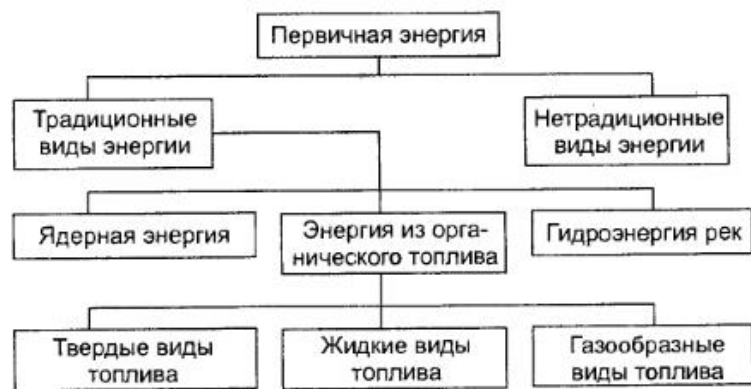 Первичная энергия
Традиционные
виды энергии
Нетрадиционные
виды энергии
Ядерная энергия
Энергия из орга-
нического топлива
Гидроэнергия рек
Твердые виды
топлива
Жидкие виды
топлива
Газообразные
виды топлива